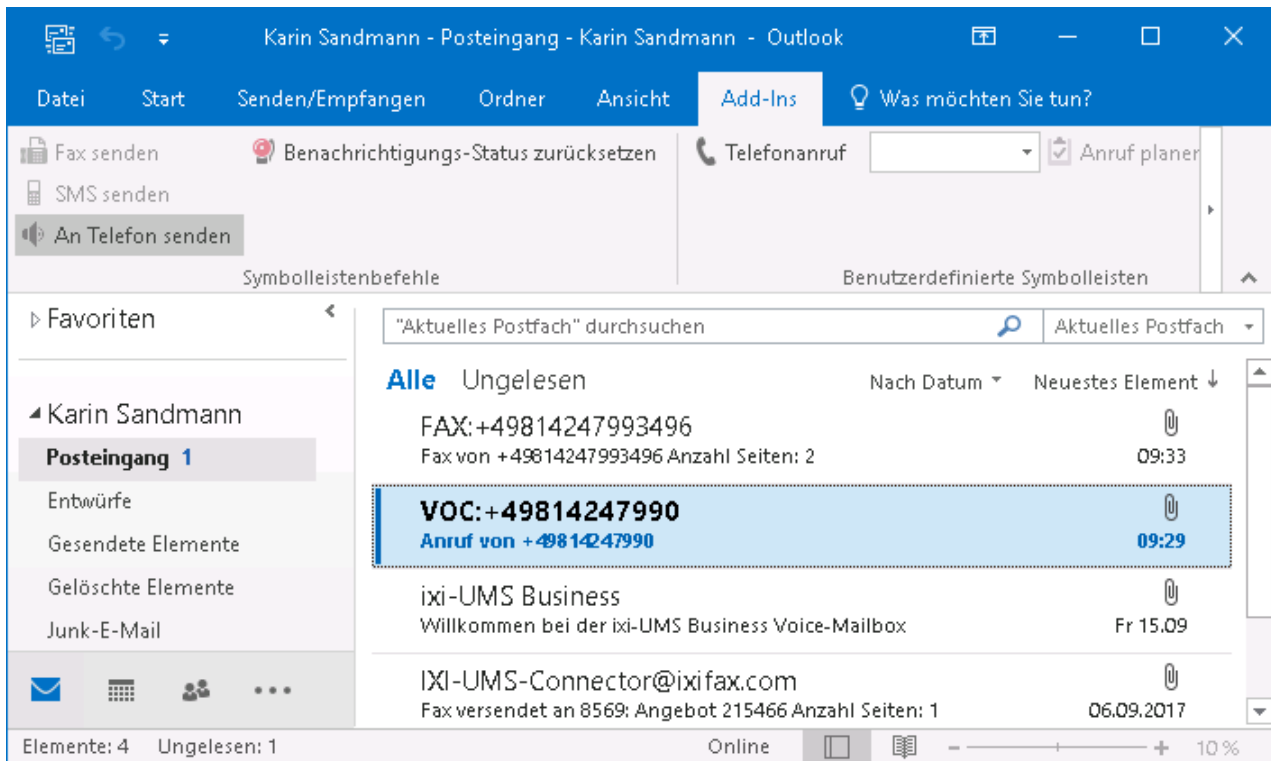 Karin Sandmann - Posteingang - Karin Sandmann - Outlook
Datei Start Senden/Empfangen Ordner Ansicht Add-Ins Was möchten Sie tun?
Fax senden Benachrichtigungs-Status zurücksetzen Telefonanruf Anruf planer
SMS senden
An Telefon senden
Symbolleistenbefehle Benutzerdefinierte Symbolleisten
Favoriten
"Aktuelles Postfach" durchsuchen Aktuelles Postfach
Alle Ungelesen Nach Datum Neuestes Element
Karin Sandmann
Posteingang 1
Entwürfe
Gesendete Elemente
Gelöschte Elemente
Junk-E-Mail
FAX:+49814247993496
Fax von +49814247993496 Anzahl Seiten: 2 09:33
VOC:+49814247990
Anruf von +49814247990 09:29
ixi-UMS Business
Willkommen bei der ixi-UMS Business Voice-Mailbox Fr 15.09
IXI-UMS-Connector@ixifax.com
Fax versendet an 8569: Angebot 215466 Anzahl Seiten: 1 06.09.2017
Elemente: 4 Ungelesen: 1 Online 10 %